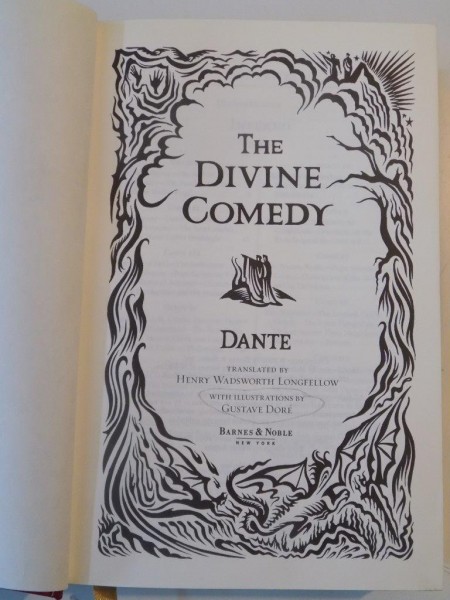 THE
DIVINE
COMEDY
DANTE
TRANSLATED BY
HENRY WADSWORTH LONGFELLOW
WITH ILLUSTRATIONS BY
GUSTAVE DORÉ
BARNES & NOBLE
NEW YORK